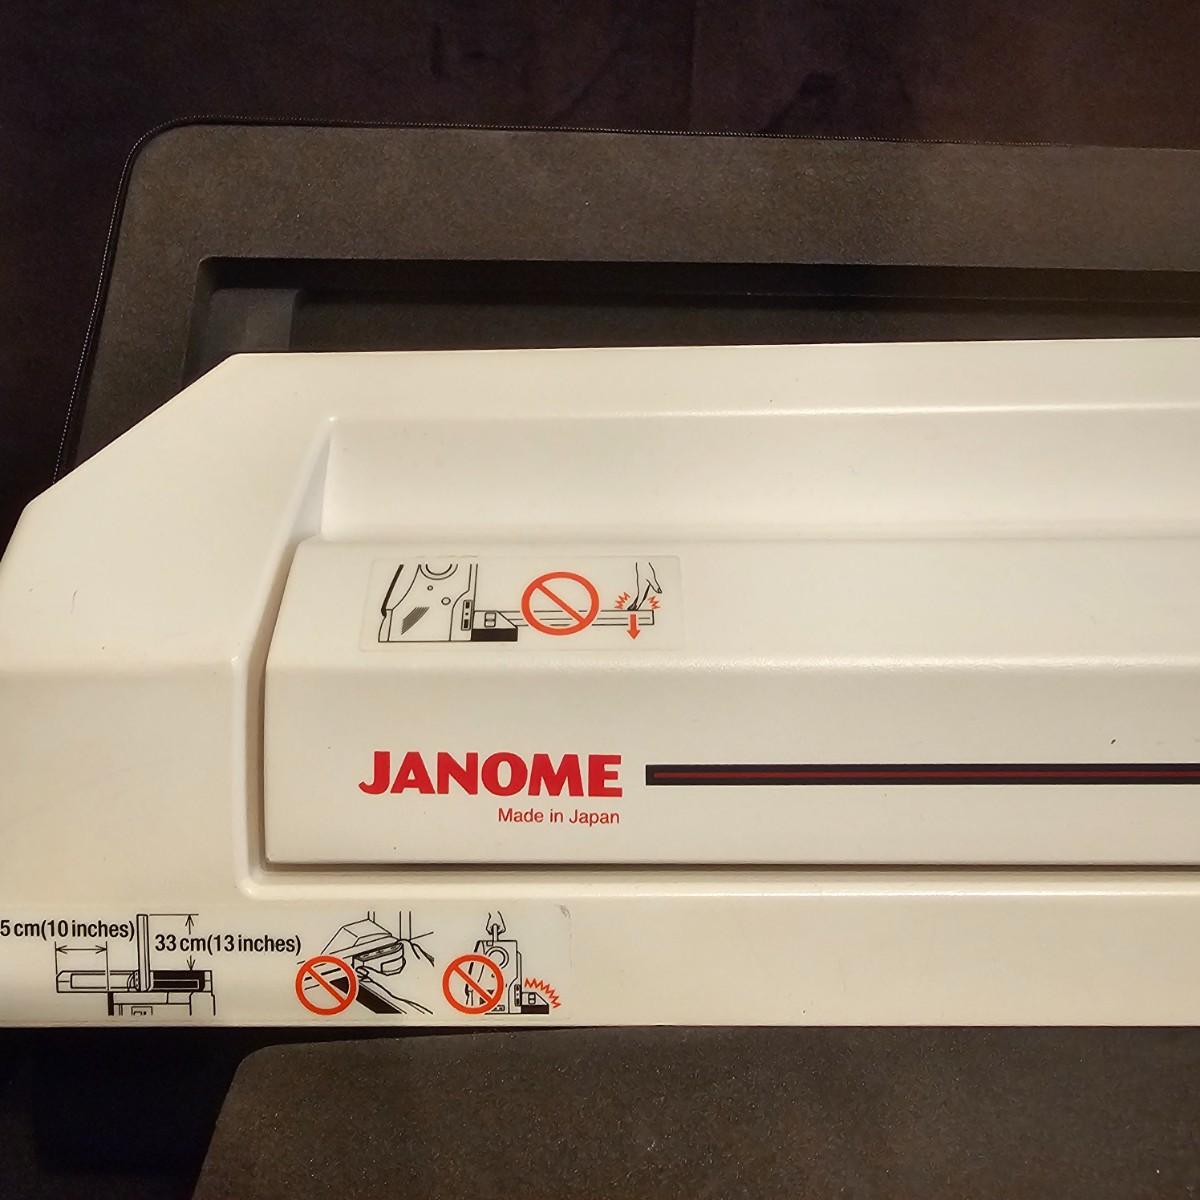 JANOME
Made in Japan
5 cm(10 inches)
33 cm(13 inches)